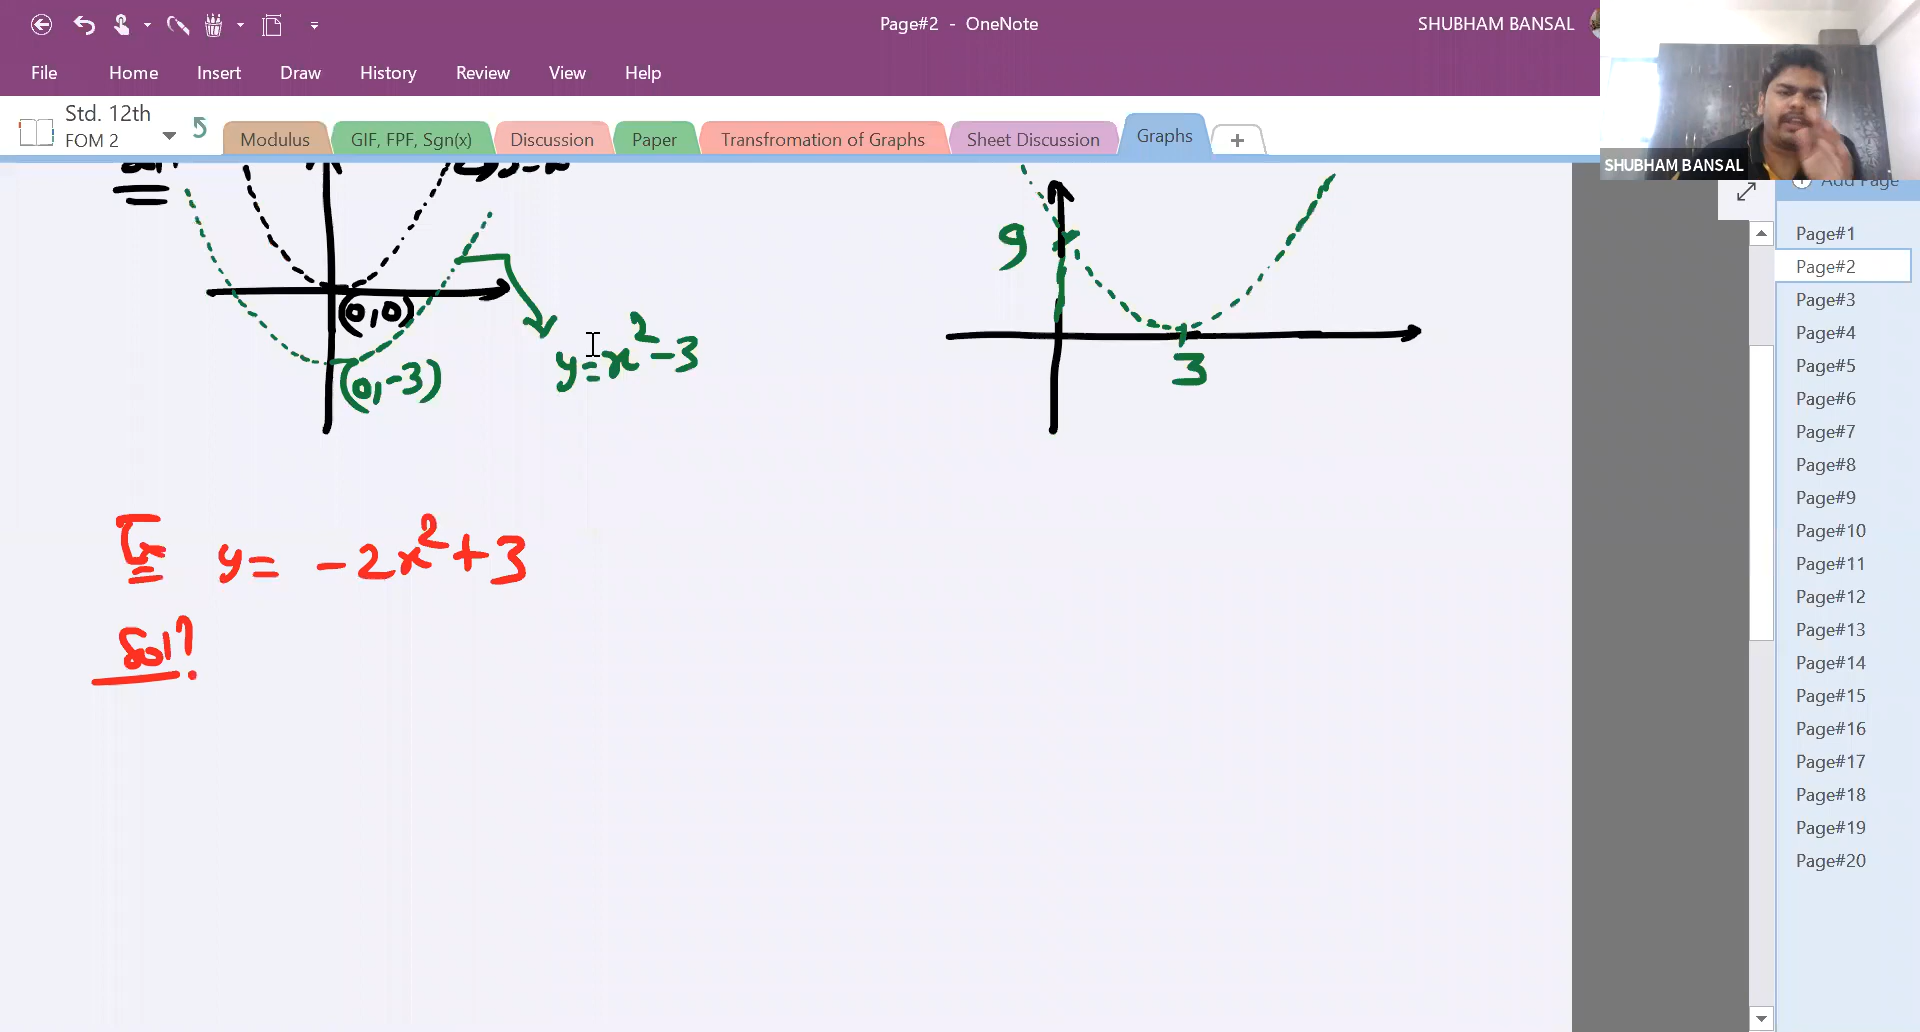 Page#2 - OneNote
SHUBHAM BANSAL
File Home Insert Draw History Review View Help
SHUBHAM BANSAL
Std. 12th
FOM 2
Modulus GIF, FPF, Sgn(x) Discussion Paper Transfromation of Graphs Sheet Discussion Graphs +
Add Page
Page#1
Page#2
Page#3
Page#4
Page#5
Page#6
Page#7
Page#8
Page#9
Page#10
Page#11
Page#12
Page#13
Page#14
Page#15
Page#16
Page#17
Page#18
Page#19
Page#20
(0,0)
(0,-3)
y=x²-3
9
3
Ex y= -2x²+3
Sol?